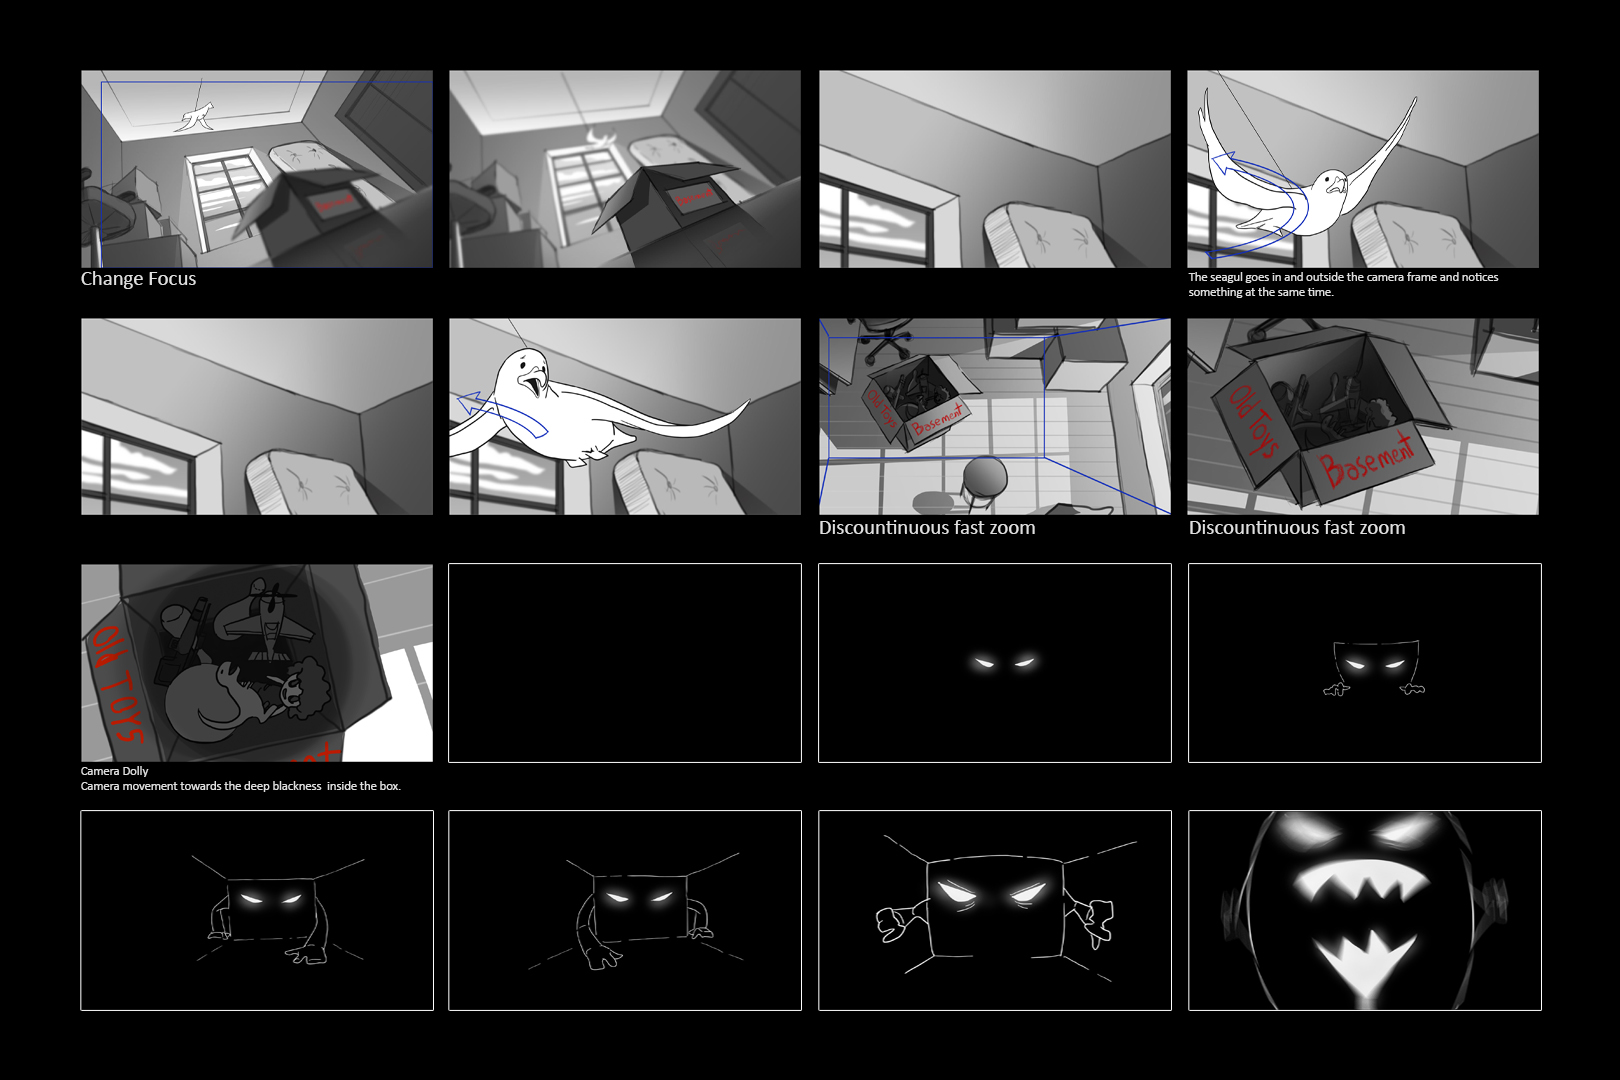 Basement
Basement
Change Focus
The seagul goes in and outside the camera frame and notices
something at the same time.
Old Toys
Basement
Old Toys
Basement
Discountinuous fast zoom
Discountinuous fast zoom
Old TOYS
Camera Dolly
Camera movement towards the deep blackness inside the box.